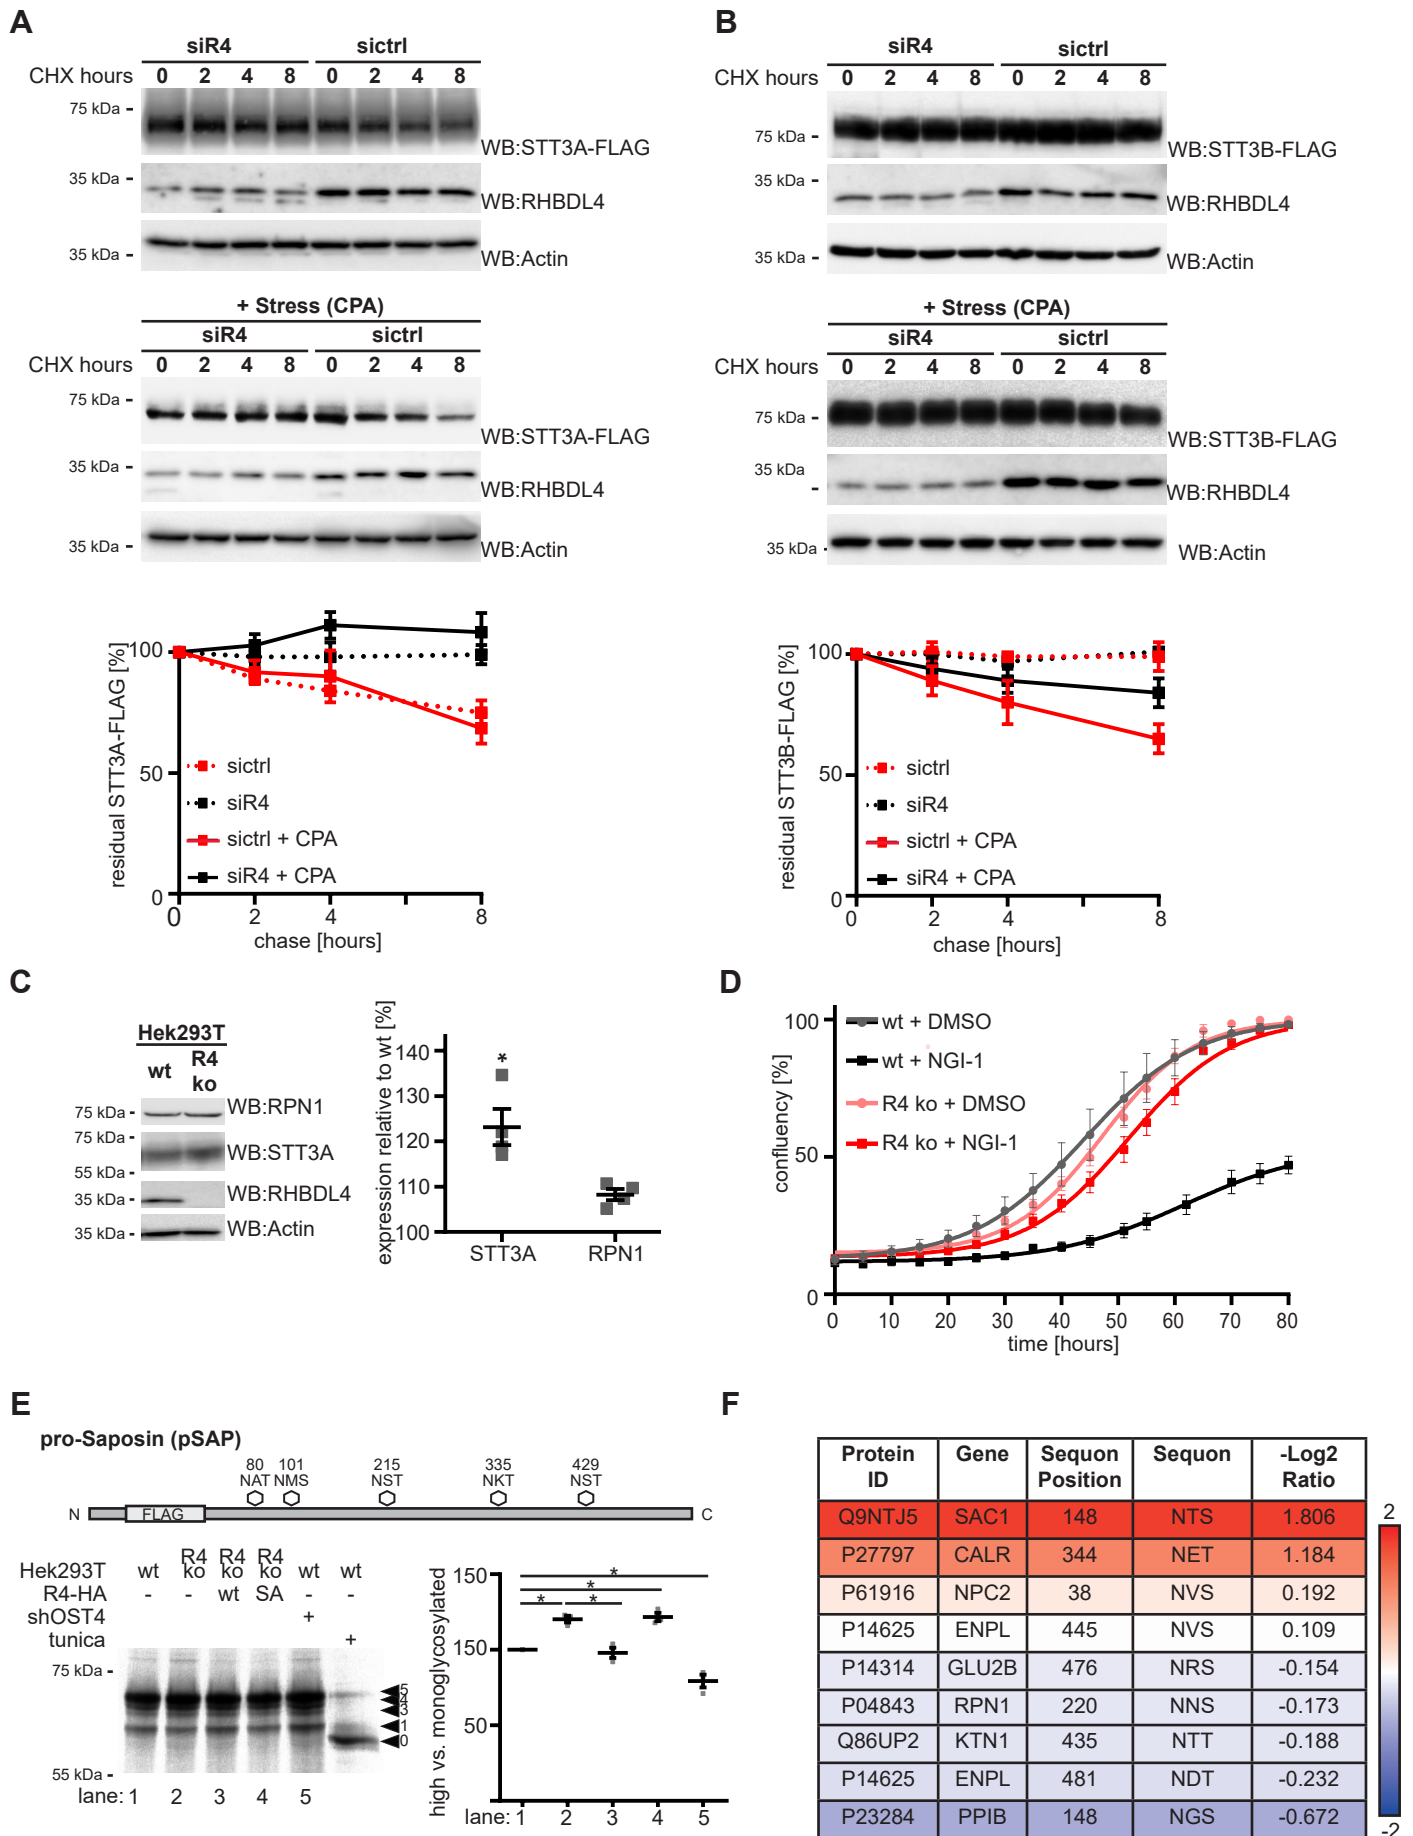 A
siR4 sictrl
CHX hours 0 2 4 8 0 2 4 8
75 kDa
WB:STT3A-FLAG
35 kDa
WB:RHBDL4
35 kDa
WB:Actin
+ Stress (CPA)
siR4 sictrl
CHX hours 0 2 4 8 0 2 4 8
75 kDa
WB:STT3A-FLAG
35 kDa
WB:RHBDL4
35 kDa
WB:Actin
residual STT3A-FLAG [%]
100
50
0
sictrl
siR4
sictrl + CPA
siR4 + CPA
0 2 4 8
chase [hours]
B
siR4 sictrl
CHX hours 0 2 4 8 0 2 4 8
75 kDa
WB:STT3B-FLAG
35 kDa
WB:RHBDL4
35 kDa
WB:Actin
+ Stress (CPA)
siR4 sictrl
CHX hours 0 2 4 8 0 2 4 8
75 kDa
WB:STT3B-FLAG
35 kDa
WB:RHBDL4
35 kDa
WB:Actin
residual STT3B-FLAG [%]
100
50
0
sictrl
siR4
sictrl + CPA
siR4 + CPA
0 2 4 8
chase [hours]
C
Hek293T
wt R4 ko
75 kDa WB:RPN1
75 kDa
WB:STT3A
55 kDa
35 kDa WB:RHBDL4
35 kDa WB:Actin
expression relative to wt [%]
140
130
120
110
100
*
STT3A RPN1
D
confluency [%]
100
50
0
wt + DMSO
wt + NGI-1
R4 ko + DMSO
R4 ko + NGI-1
0 10 20 30 40 50 60 70 80
time [hours]
E
pro-Saposin (pSAP)
80 101 215 335 429
NAT NMS NST NKT NST
N FLAG C
Hek293T wt R4 ko R4 ko R4 ko wt wt
R4-HA - - wt SA - -
shOST4 +
tunica +
75 kDa
5
4
3
1
0
55 kDa
lane: 1 2 3 4 5
high vs. monoglycosylated
150
150
50
* * * *
lane: 1 2 3 4 5
F
Protein ID Gene Sequon Position Sequon -Log2 Ratio
Q9NTJ5 SAC1 148 NTS 1.806
P27797 CALR 344 NET 1.184
P61916 NPC2 38 NVS 0.192
P14625 ENPL 445 NVS 0.109
P14314 GLU2B 476 NRS -0.154
P04843 RPN1 220 NNS -0.173
Q86UP2 KTN1 435 NTT -0.188
P14625 ENPL 481 NDT -0.232
P23284 PPIB 148 NGS -0.672
2
-2